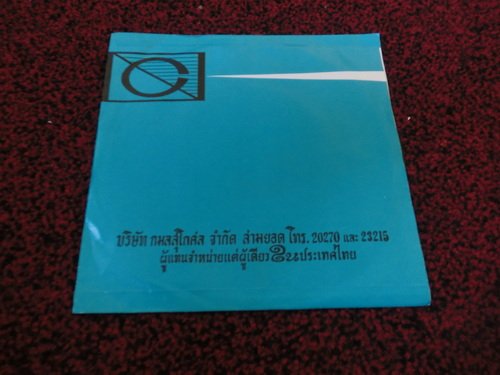 C
บริษัท กมลสุโกศล จำกัด สามยอด โทร. 20270 และ 23215
ผู้แทนจำหน่ายแต่ผู้เดียวในประเทศไทย